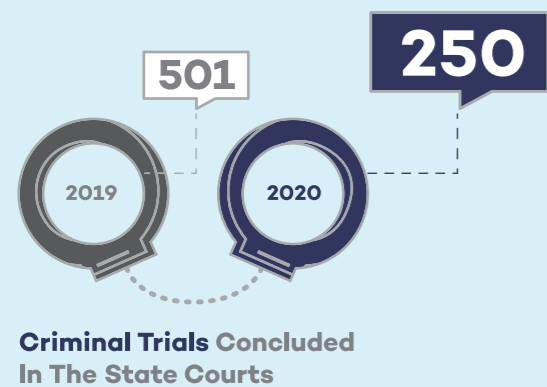 501
250
2019
2020
Criminal Trials Concluded
In The State Courts